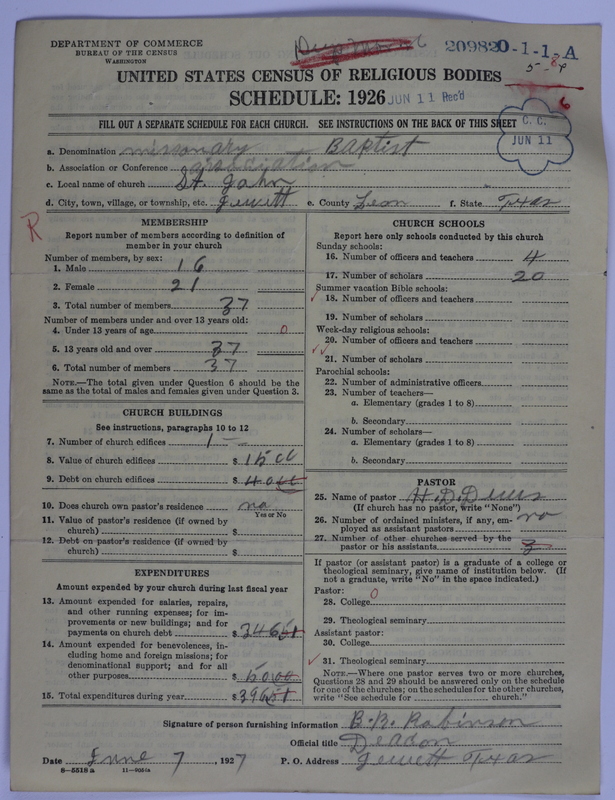 DEPARTMENT OF COMMERCE
BUREAU OF THE CENSUS
WASHINGTON
209820-1-1-A
5-8-9
UNITED STATES CENSUS OF RELIGIOUS BODIES
SCHEDULE: 1926
JUN 11 Rec'd
6
FILL OUT A SEPARATE SCHEDULE FOR EACH CHURCH. SEE INSTRUCTIONS ON THE BACK OF THIS SHEET
C. C.
JUN 11
a. Denomination missonary Baptist
b. Association or Conference association
c. Local name of church St. John
d. City, town, village, or township, etc. Jewett e. County Leon f. State Texas
R
MEMBERSHIP
Report number of members according to definition of member in your church
Number of members, by sex:
1. Male 16
2. Female 21
3. Total number of members 37
Number of members under and over 13 years old:
4. Under 13 years of age 0
5. 13 years old and over 37
6. Total number of members 37
NOTE.—The total given under Question 6 should be the same as the total of males and females given under Question 3.
CHURCH BUILDINGS
See instructions, paragraphs 10 to 12
7. Number of church edifices 1
8. Value of church edifices $ 1500
9. Debt on church edifices $
10. Does church own pastor's residence no
Yes or No
11. Value of pastor's residence (if owned by church) $
12. Debt on pastor's residence (if owned by church) $
EXPENDITURES
Amount expended by your church during last fiscal year
13. Amount expended for salaries, repairs, and other running expenses; for improvements or new buildings; and for payments on church debt $ 346 51
14. Amount expended for benevolences, including home and foreign missions; for denominational support; and for all other purposes $ 50.00
15. Total expenditures during year $ 396 51
CHURCH SCHOOLS
Report here only schools conducted by this church
Sunday schools:
16. Number of officers and teachers 4
17. Number of scholars 20
Summer vacation Bible schools:
18. Number of officers and teachers
19. Number of scholars
Week-day religious schools:
20. Number of officers and teachers
21. Number of scholars
Parochial schools:
22. Number of administrative officers
23. Number of teachers—
a. Elementary (grades 1 to 8)
b. Secondary
24. Number of scholars—
a. Elementary (grades 1 to 8)
b. Secondary
PASTOR
25. Name of pastor H. D.
(If church has no pastor, write "None")
26. Number of ordained ministers, if any, employed as assistant pastors no
27. Number of other churches served by the pastor or his assistants 3
If pastor (or assistant pastor) is a graduate of a college or theological seminary, give name of institution below. (If not a graduate, write "No" in the space indicated.)
Pastor: 0
28. College
29. Theological seminary
Assistant pastor:
30. College
31. Theological seminary
NOTE.—Where one pastor serves two or more churches, Questions 28 and 29 should be answered only on the schedule for one of the churches; on the schedules for the other churches, write "See schedule for church."
Signature of person furnishing information B. R. Robinson
Official title Deacon
Date June 7, 1927 P. O. Address Jewett Texas
8—5518 a 11—9054a